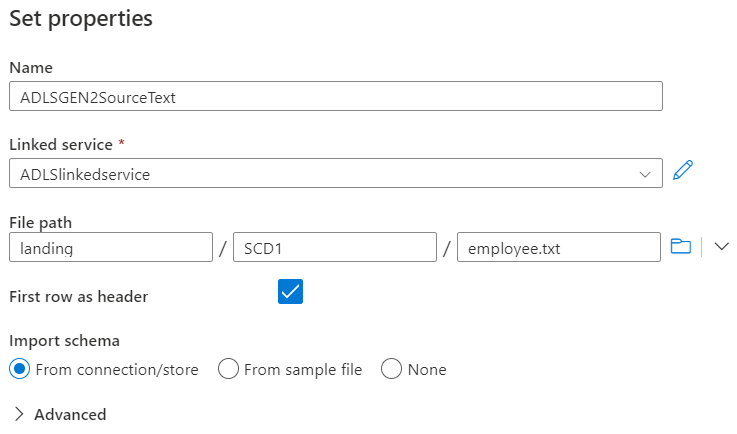 Set properties
Name
ADLSGEN2SourceText
Linked service *
ADLSlinkedservice
File path
landing / SCD1 / employee.txt
First row as header
Import schema
From connection/store From sample file None
Advanced